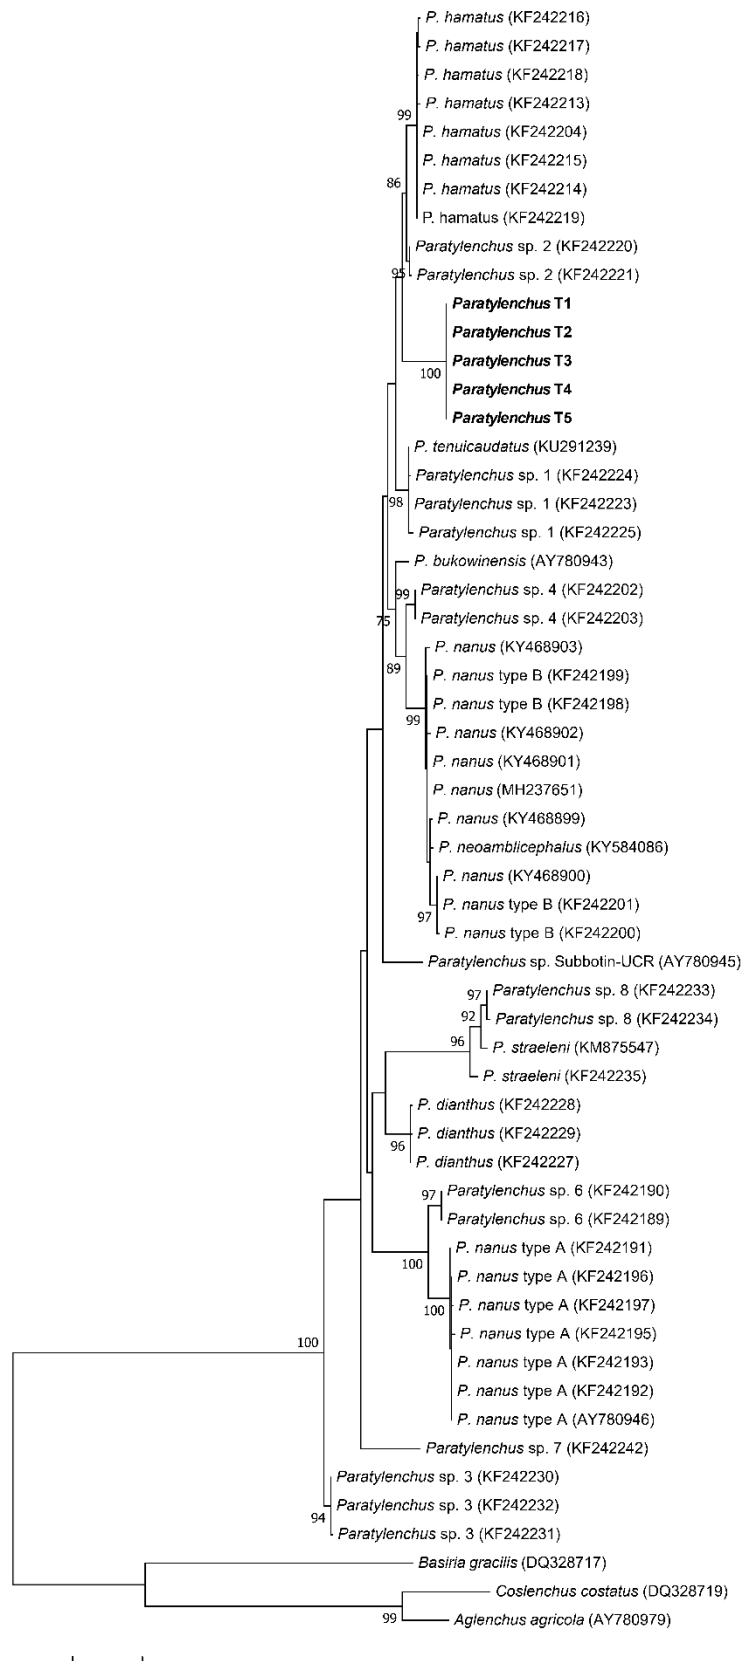 P. hamatus (KF242216)
P. hamatus (KF242217)
P. hamatus (KF242218)
P. hamatus (KF242213)
99
P. hamatus (KF242204)
P. hamatus (KF242215)
86
P. hamatus (KF242214)
P. hamatus (KF242219)
Paratylenchus sp. 2 (KF242220)
95
Paratylenchus sp. 2 (KF242221)
Paratylenchus T1
Paratylenchus T2
Paratylenchus T3
100
Paratylenchus T4
Paratylenchus T5
P. tenuicaudatus (KU291239)
Paratylenchus sp. 1 (KF242224)
98
Paratylenchus sp. 1 (KF242223)
Paratylenchus sp. 1 (KF242225)
P. bukowinensis (AY780943)
99
Paratylenchus sp. 4 (KF242202)
75
Paratylenchus sp. 4 (KF242203)
P. nanus (KY468903)
89
P. nanus type B (KF242199)
P. nanus type B (KF242198)
99
P. nanus (KY468902)
P. nanus (KY468901)
P. nanus (MH237651)
P. nanus (KY468899)
P. neoamblicephalus (KY584086)
P. nanus (KY468900)
97
P. nanus type B (KF242201)
P. nanus type B (KF242200)
Paratylenchus sp. Subbotin-UCR (AY780945)
97
Paratylenchus sp. 8 (KF242233)
92
Paratylenchus sp. 8 (KF242234)
96
P. straeleni (KM875547)
P. straeleni (KF242235)
P. dianthus (KF242228)
P. dianthus (KF242229)
96
P. dianthus (KF242227)
97
Paratylenchus sp. 6 (KF242190)
Paratylenchus sp. 6 (KF242189)
P. nanus type A (KF242191)
100
P. nanus type A (KF242196)
P. nanus type A (KF242197)
100
P. nanus type A (KF242195)
100
P. nanus type A (KF242193)
P. nanus type A (KF242192)
P. nanus type A (AY780946)
Paratylenchus sp. 7 (KF242242)
Paratylenchus sp. 3 (KF242230)
Paratylenchus sp. 3 (KF242232)
94
Paratylenchus sp. 3 (KF242231)
Basiria gracilis (DQ328717)
Coslenchus costatus (DQ328719)
99
Aglenchus agricola (AY780979)